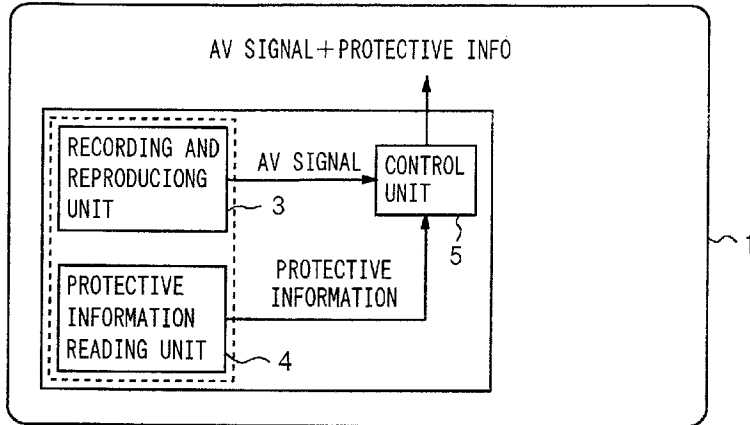 AV SIGNAL+PROTECTIVE INFO
RECORDING AND
REPRODUCIONG
UNIT
3
AV SIGNAL
CONTROL
UNIT
5
PROTECTIVE
INFORMATION
PROTECTIVE
INFORMATION
READING UNIT
4
1